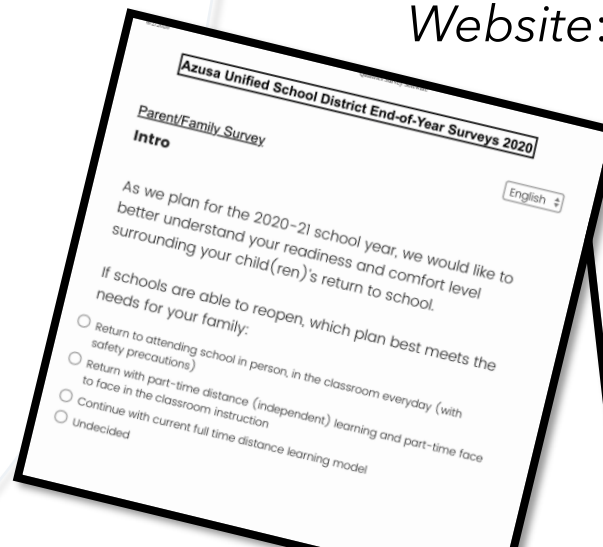 Website:
Azusa Unified School District End-of-Year Surveys 2020
Parent/Family Survey
Intro
English
As we plan for the 2020-21 school year, we would like to
better understand your readiness and comfort level
surrounding your child(ren)'s return to school.
If schools are able to reopen, which plan best meets the
needs for your family:
Return to attending school in person, in the classroom everyday (with
safety precautions)
Return with part-time distance (independent) learning and part-time face
to face in the classroom instruction
Continue with current full time distance learning model
Undecided